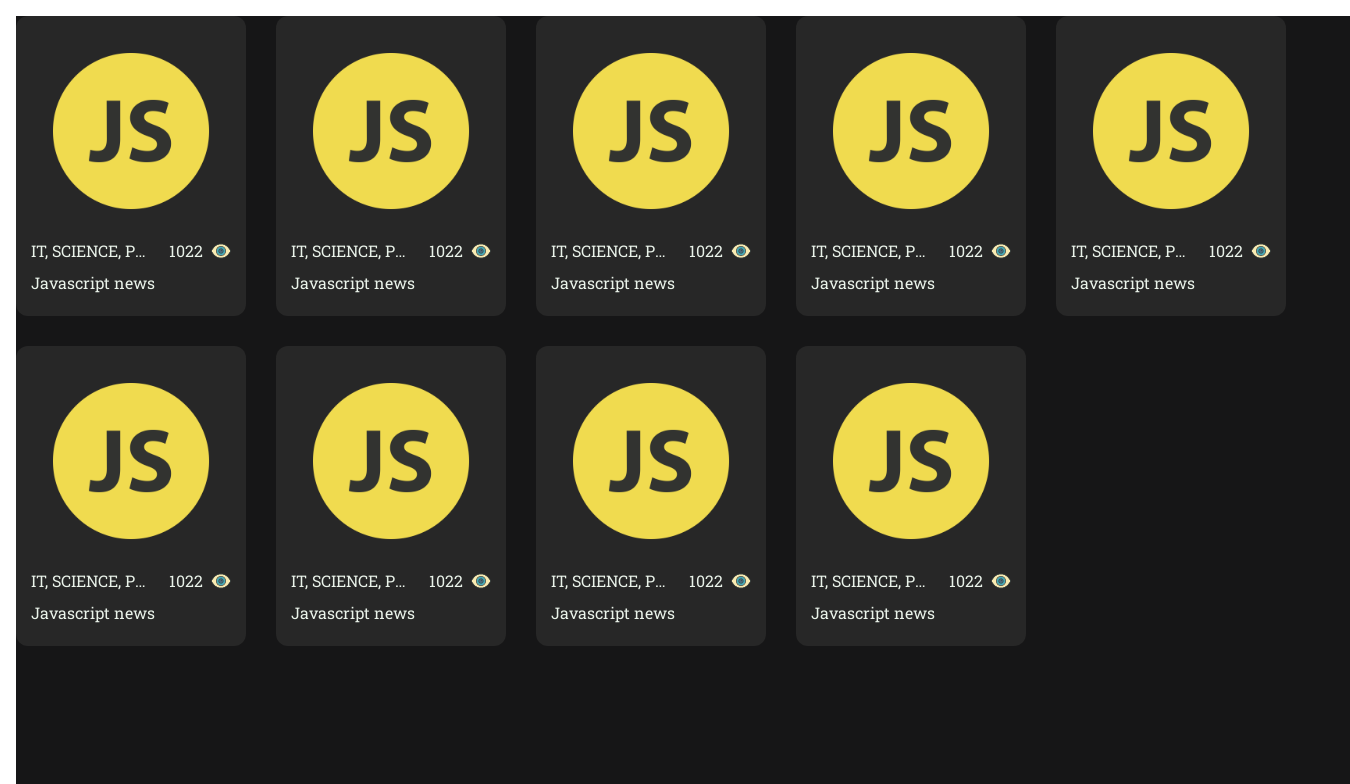 JS JS JS JS JS
IT, SCIENCE, P... 1022 IT, SCIENCE, P... 1022 IT, SCIENCE, P... 1022 IT, SCIENCE, P... 1022 IT, SCIENCE, P... 1022
Javascript news Javascript news Javascript news Javascript news Javascript news
JS JS JS JS
IT, SCIENCE, P... 1022 IT, SCIENCE, P... 1022 IT, SCIENCE, P... 1022 IT, SCIENCE, P... 1022
Javascript news Javascript news Javascript news Javascript news